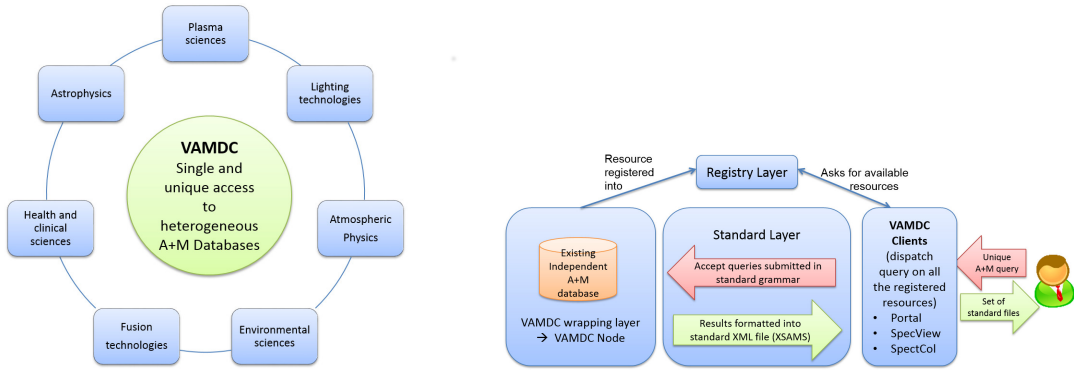 Plasma
sciences
Astrophysics
Lighting
technologies
VAMDC
Single and
unique access
to
heterogeneous
A+M Databases
Health and
clinical
sciences
Atmospheric
Physics
Fusion
technologies
Environmental
sciences
Resource
registered
into
Registry Layer
Asks for available
resources
Existing
Independent
A+M
database
VAMDC wrapping layer
→ VAMDC Node
Standard Layer
Accept queries submitted in
standard grammar
Results formatted into
standard XML file (XSAMS)
VAMDC
Clients
(dispatch
query on all
the registered
resources)
• Portal
• SpecView
• SpectCol
Unique
A+M query
Set of
standard files